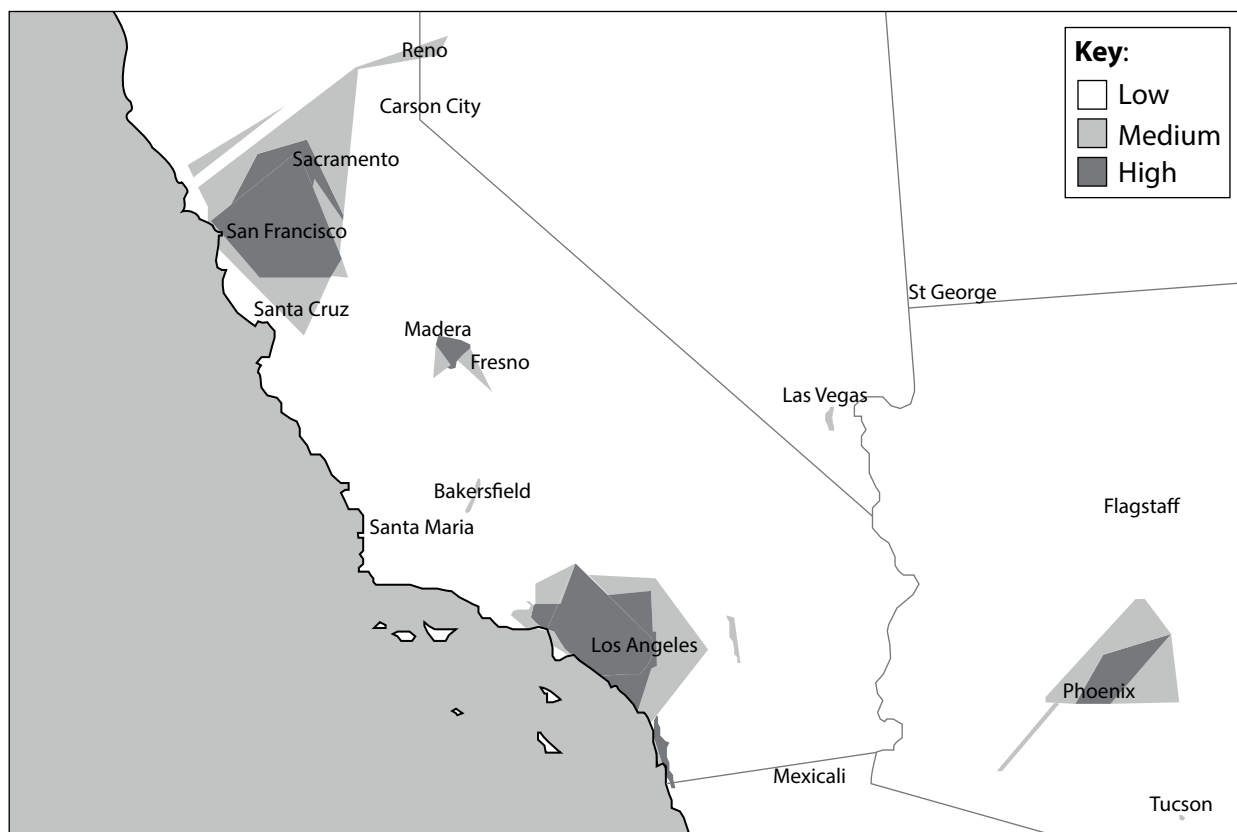 Reno
Key:
Low
Carson City
Medium
Sacramento
High
San Francisco
St George
Santa Cruz
Madera
Fresno
Las Vegas
Bakersfield
Flagstaff
Santa Maria
Los Angeles
Phoenix
Mexicali
Tucson